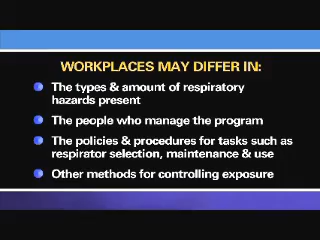 WORKPLACES MAY DIFFER IN:
The types & amount of respiratory
hazards present
The people who manage the program
The policies & procedures for tasks such as
respirator selection, maintenance & use
Other methods for controlling exposure